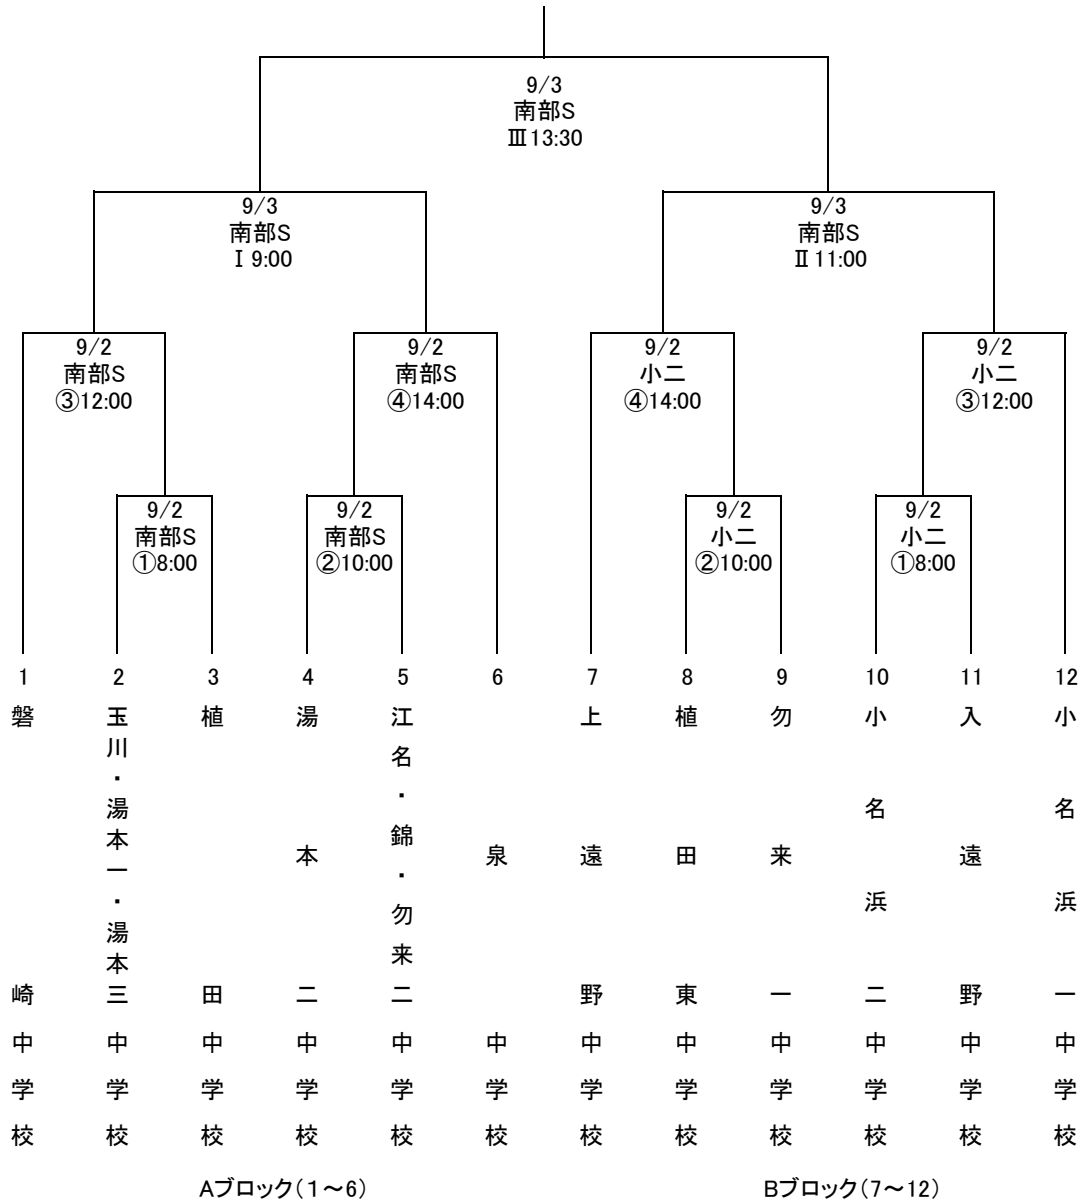 9/3
南部S
Ⅲ13:30
9/3
南部S
Ⅰ9:00
9/3
南部S
Ⅱ11:00
9/2
南部S
③12:00
9/2
南部S
④14:00
9/2
小二
④14:00
9/2
小二
③12:00
9/2
南部S
①8:00
9/2
南部S
②10:00
9/2
小二
②10:00
9/2
小二
①8:00
1
磐崎中学校
2
玉川・湯本一・湯本三中学校
3
植田中学校
4
湯本二中学校
5
江名・錦・勿来二中学校
6
泉中学校
7
上遠野中学校
8
植田東中学校
9
勿来一中学校
10
小名浜二中学校
11
入遠野中学校
12
小名浜一中学校
Aブロック(1～6)
Bブロック(7～12)